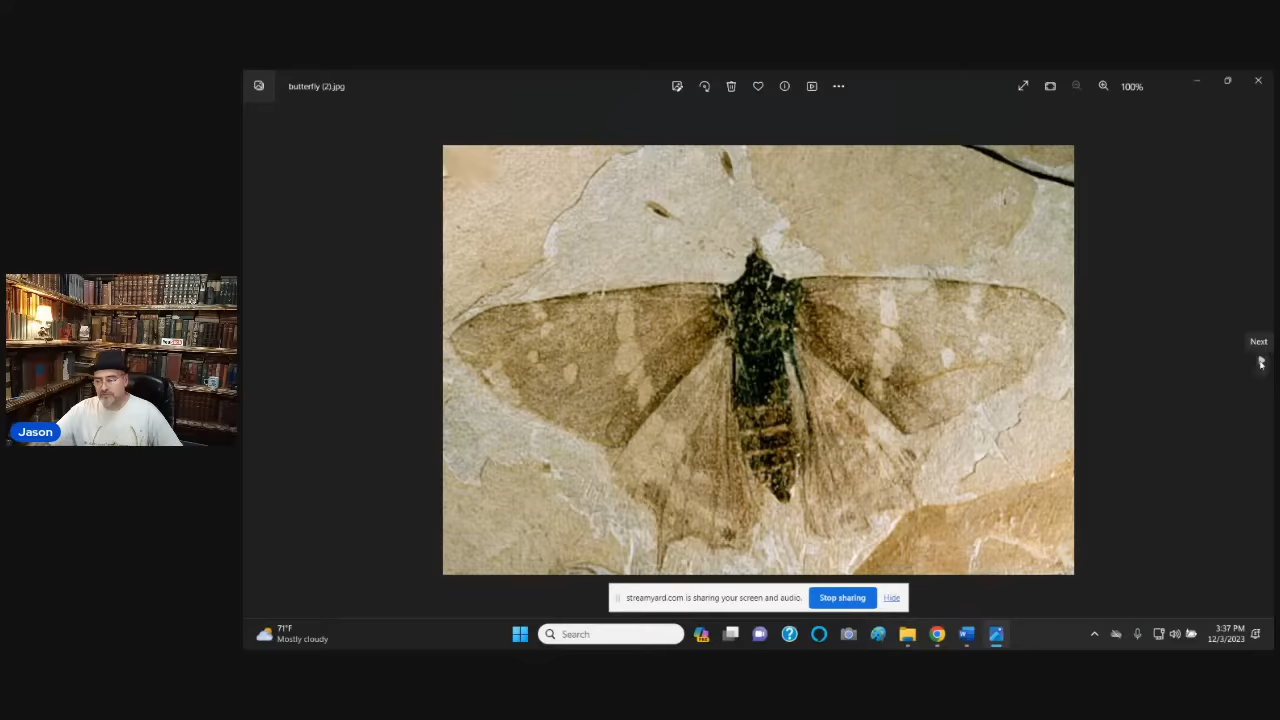 butterfly (2).jpg
100%
Next
Jason
streamyard.com is sharing your screen and audio.
Stop sharing
Hide
71°F
Mostly cloudy
Search
3:37 PM
12/3/2023